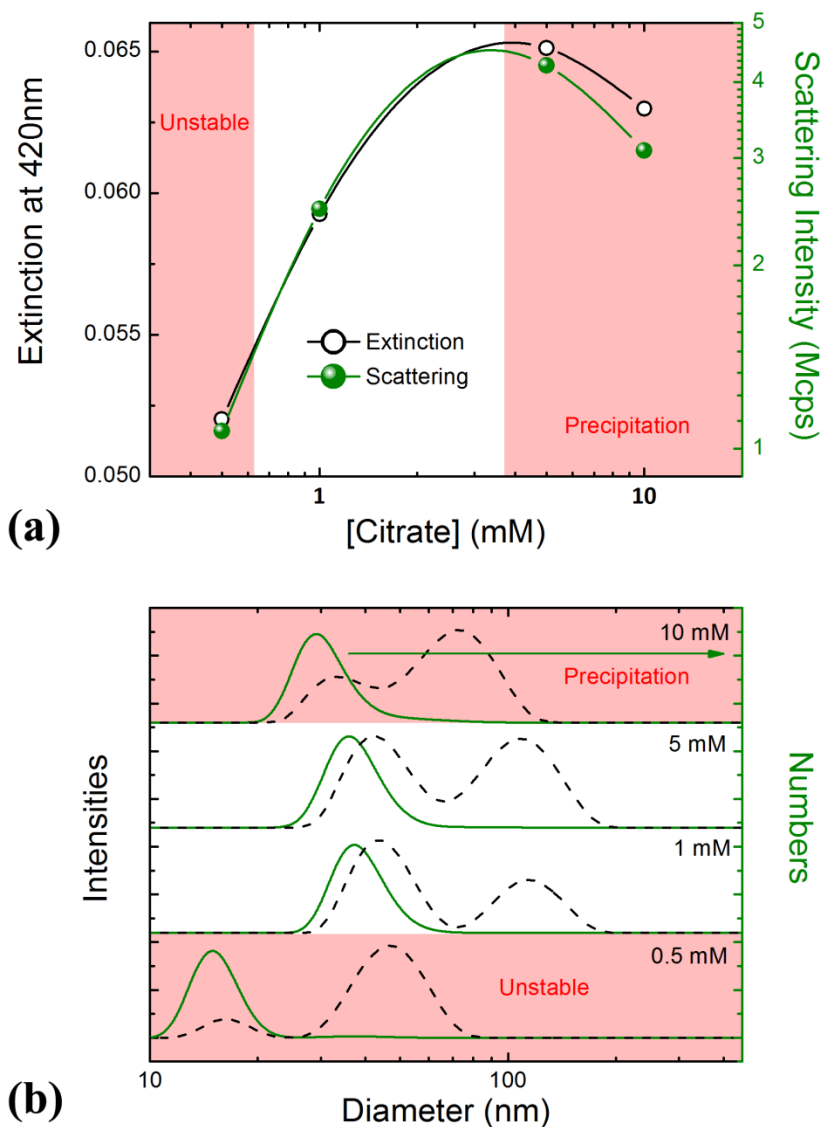 0.065
0.060
0.055
0.050
Extinction at 420nm
Unstable
Extinction
Scattering
Precipitation
5
4
3
2
1
Scattering Intensity (Mcps)
1
10
[Citrate] (mM)
(a)
10 mM
Precipitation
5 mM
1 mM
0.5 mM
Unstable
Intensities
Numbers
10
100
Diameter (nm)
(b)